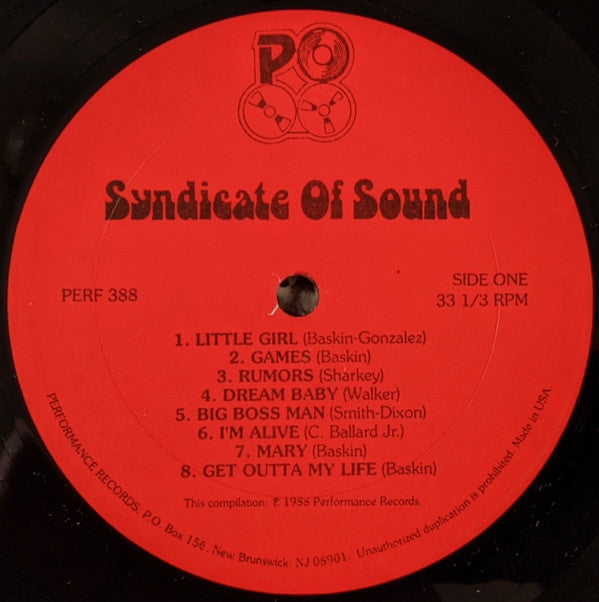 PO
Syndicate Of Sound
PERF 388
SIDE ONE
33 1/3 RPM
1. LITTLE GIRL (Baskin-Gonzalez)
2. GAMES (Baskin)
3. RUMORS (Sharkey)
4. DREAM BABY (Walker)
5. BIG BOSS MAN (Smith-Dixon)
6. I'M ALIVE (C. Ballard Jr.)
7. MARY (Baskin)
8. GET OUTTA MY LIFE (Baskin)
This compilation, ℗ 1988 Performance Records.
PERFORMANCE RECORDS, P.O. Box 156, New Brunswick, NJ 08901. Unauthorized duplication is prohibited. Made in USA.